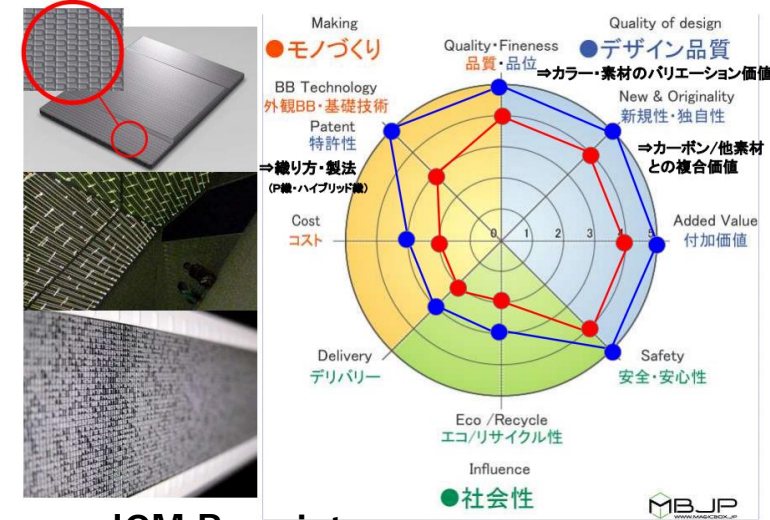 Making
●モノづくり
Quality of design
●デザイン品質
Quality・Fineness
品質・品位
⇒カラー・素材のバリエーション価値
New & Originality
新規性・独自性
⇒カーボン/他素材
との複合価値
BB Technology
外観BB・基礎技術
Patent
特許性
⇒織り方・製法
(P織・ハイブリッド織)
Cost
コスト
0 1 2 3 4 5
Added Value
付加価値
Delivery
デリバリー
Safety
安全・安心性
Eco /Recycle
エコ/リサイクル性
Influence
●社会性
MBJP
WWW.MAGICBOX.JP